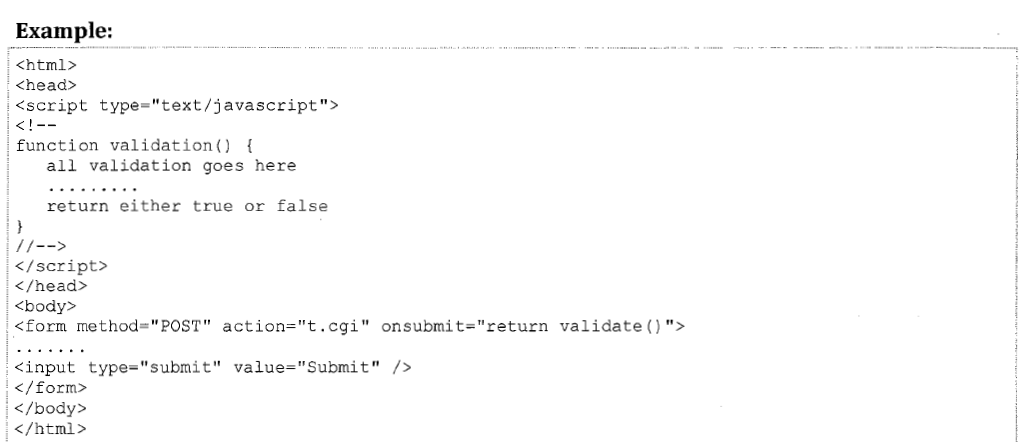 Example:
<html>
<head>
<script type="text/javascript">
<!--
function validation() {
all validation goes here
.........
return either true or false
}
//-->
</script>
</head>
<body>
<form method="POST" action="t.cgi" onsubmit="return validate()">
.......
<input type="submit" value="Submit" />
</form>
</body>
</html>